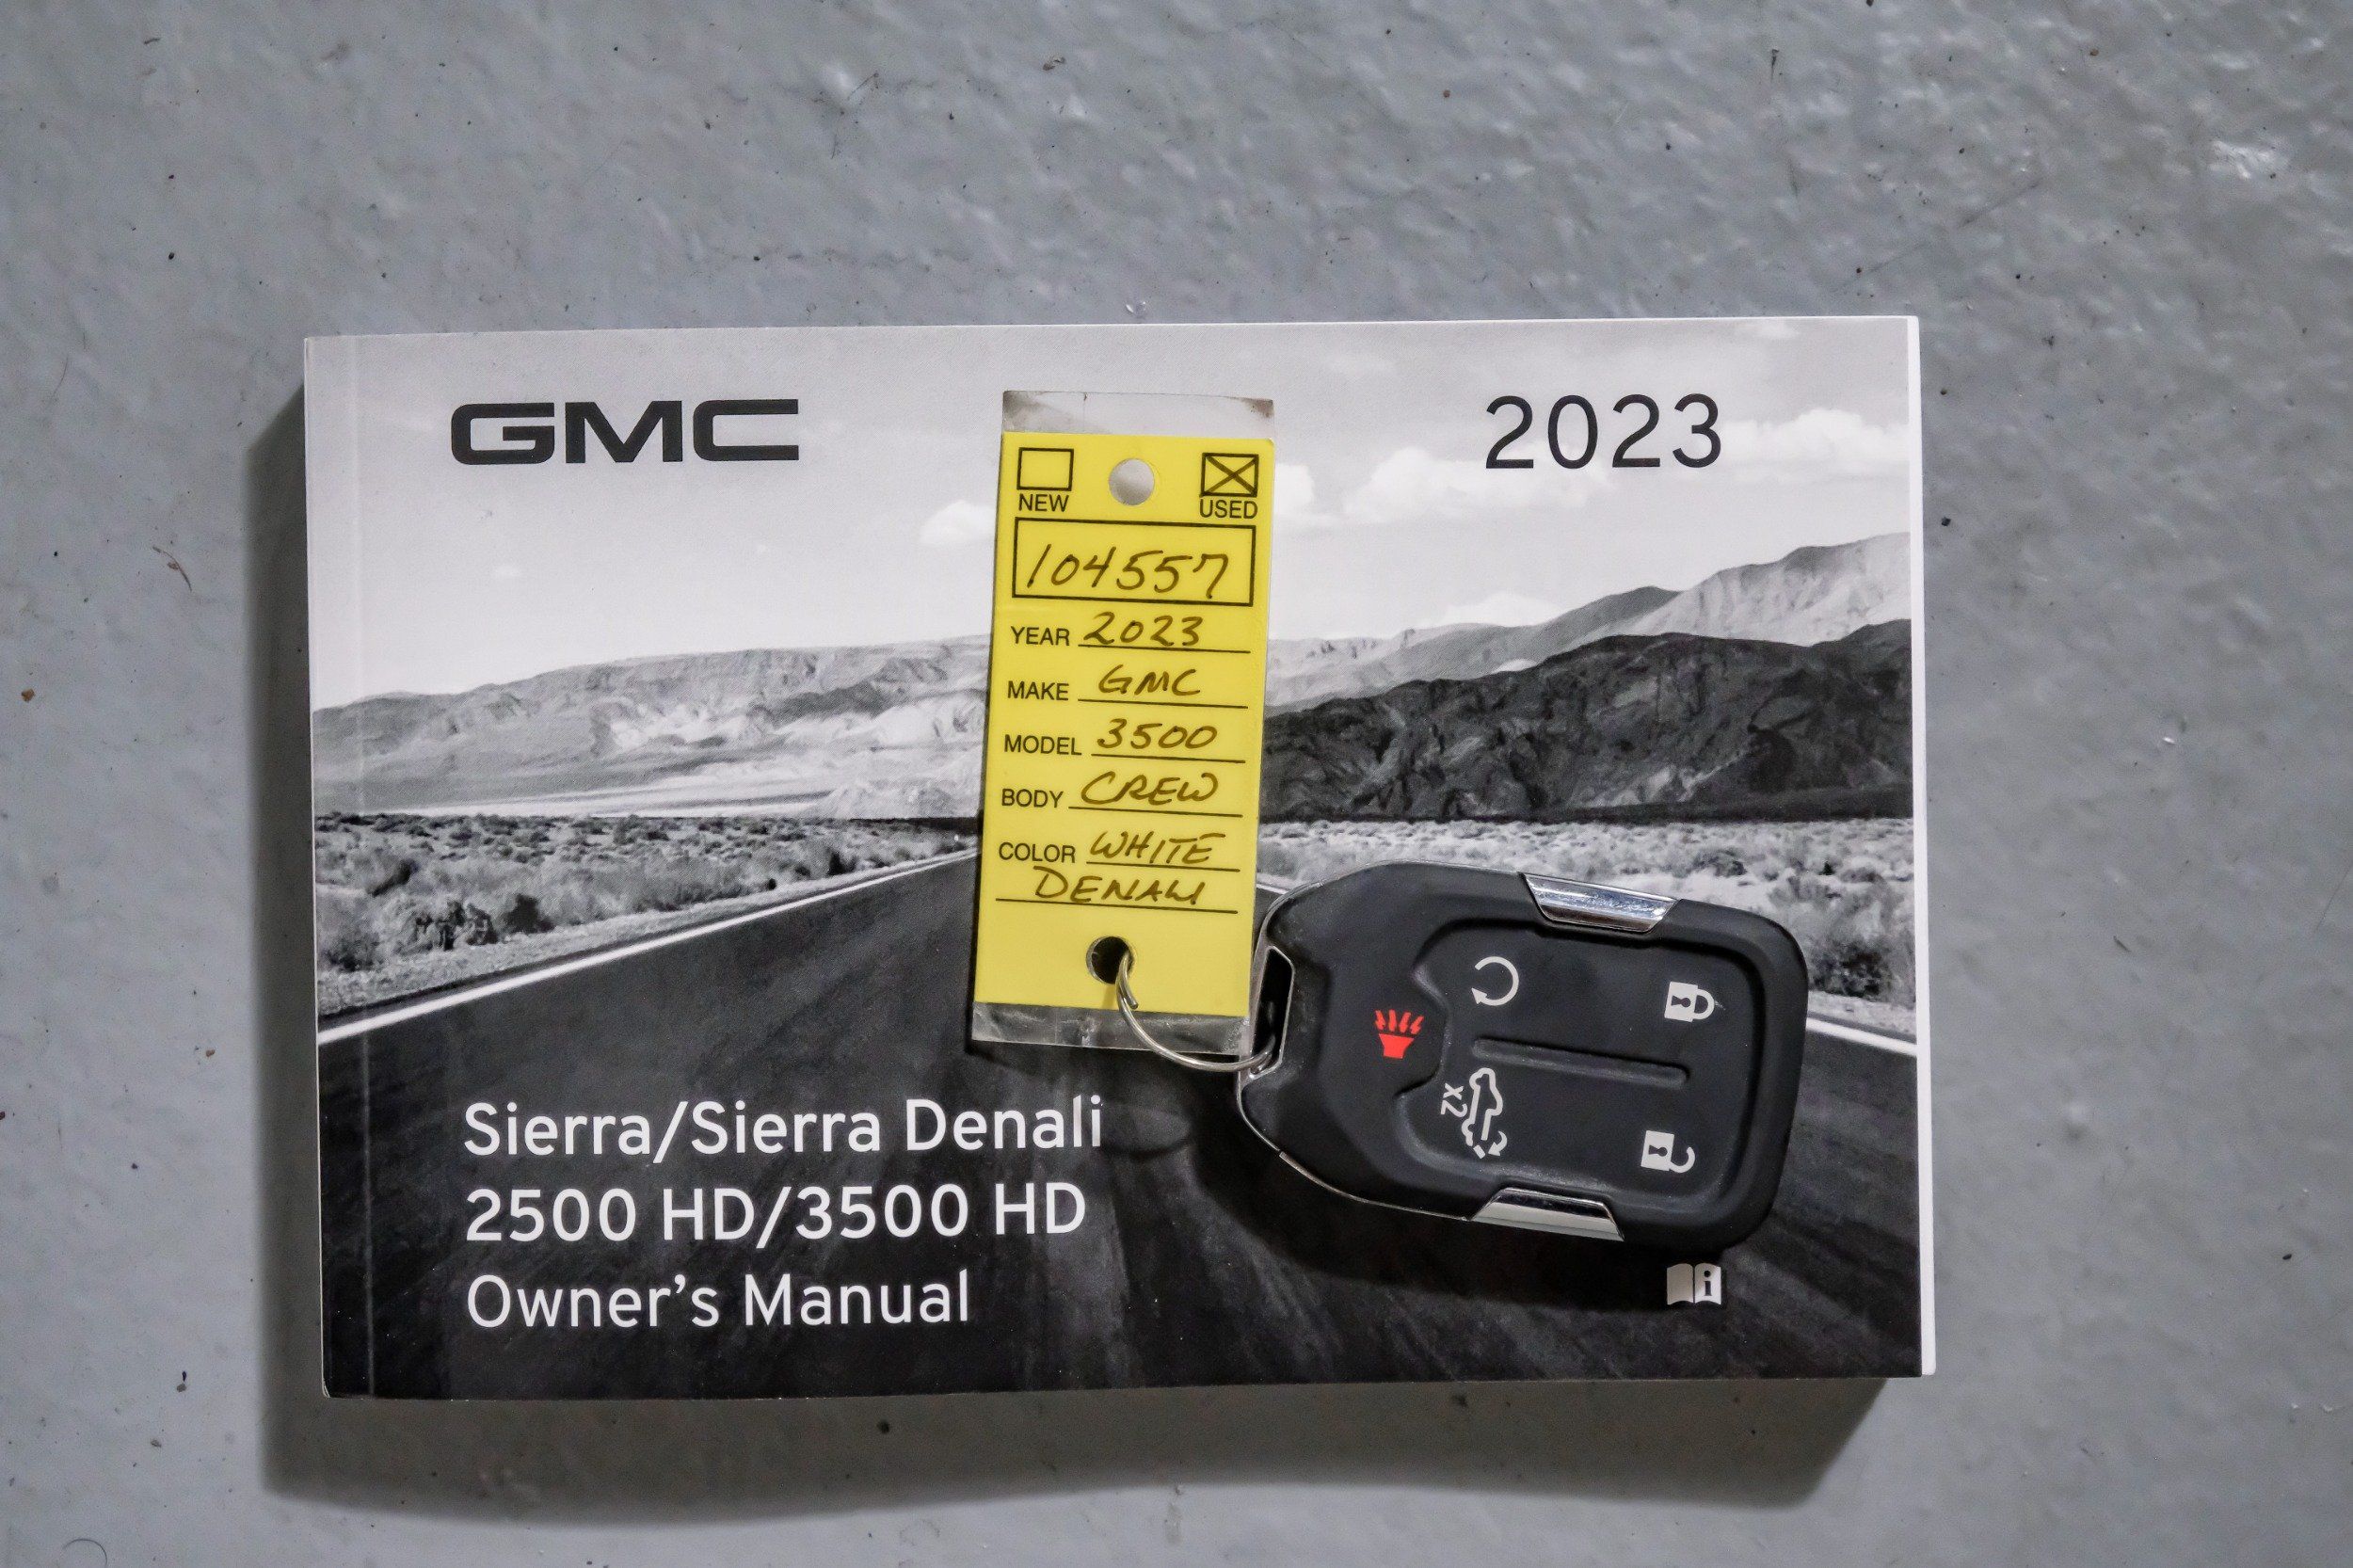 GMC
2023
NEW
USED
104557
YEAR 2023
MAKE GMC
MODEL 3500
BODY CREW
COLOR WHITE
DENALI
x2
Sierra/Sierra Denali
2500 HD/3500 HD
Owner's Manual
i